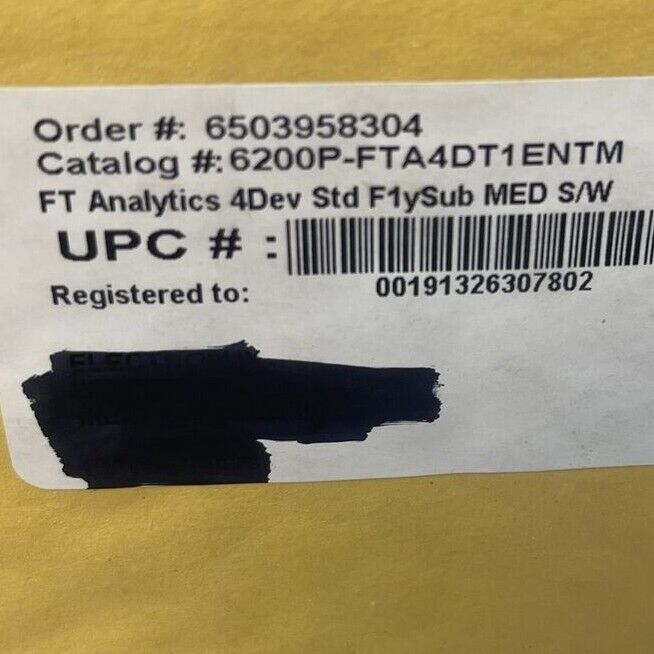 Order #: 6503958304
Catalog #: 6200P-FTA4DT1ENTM
FT Analytics 4Dev Std F1ySub MED S/W
UPC # :
00191326307802
Registered to: